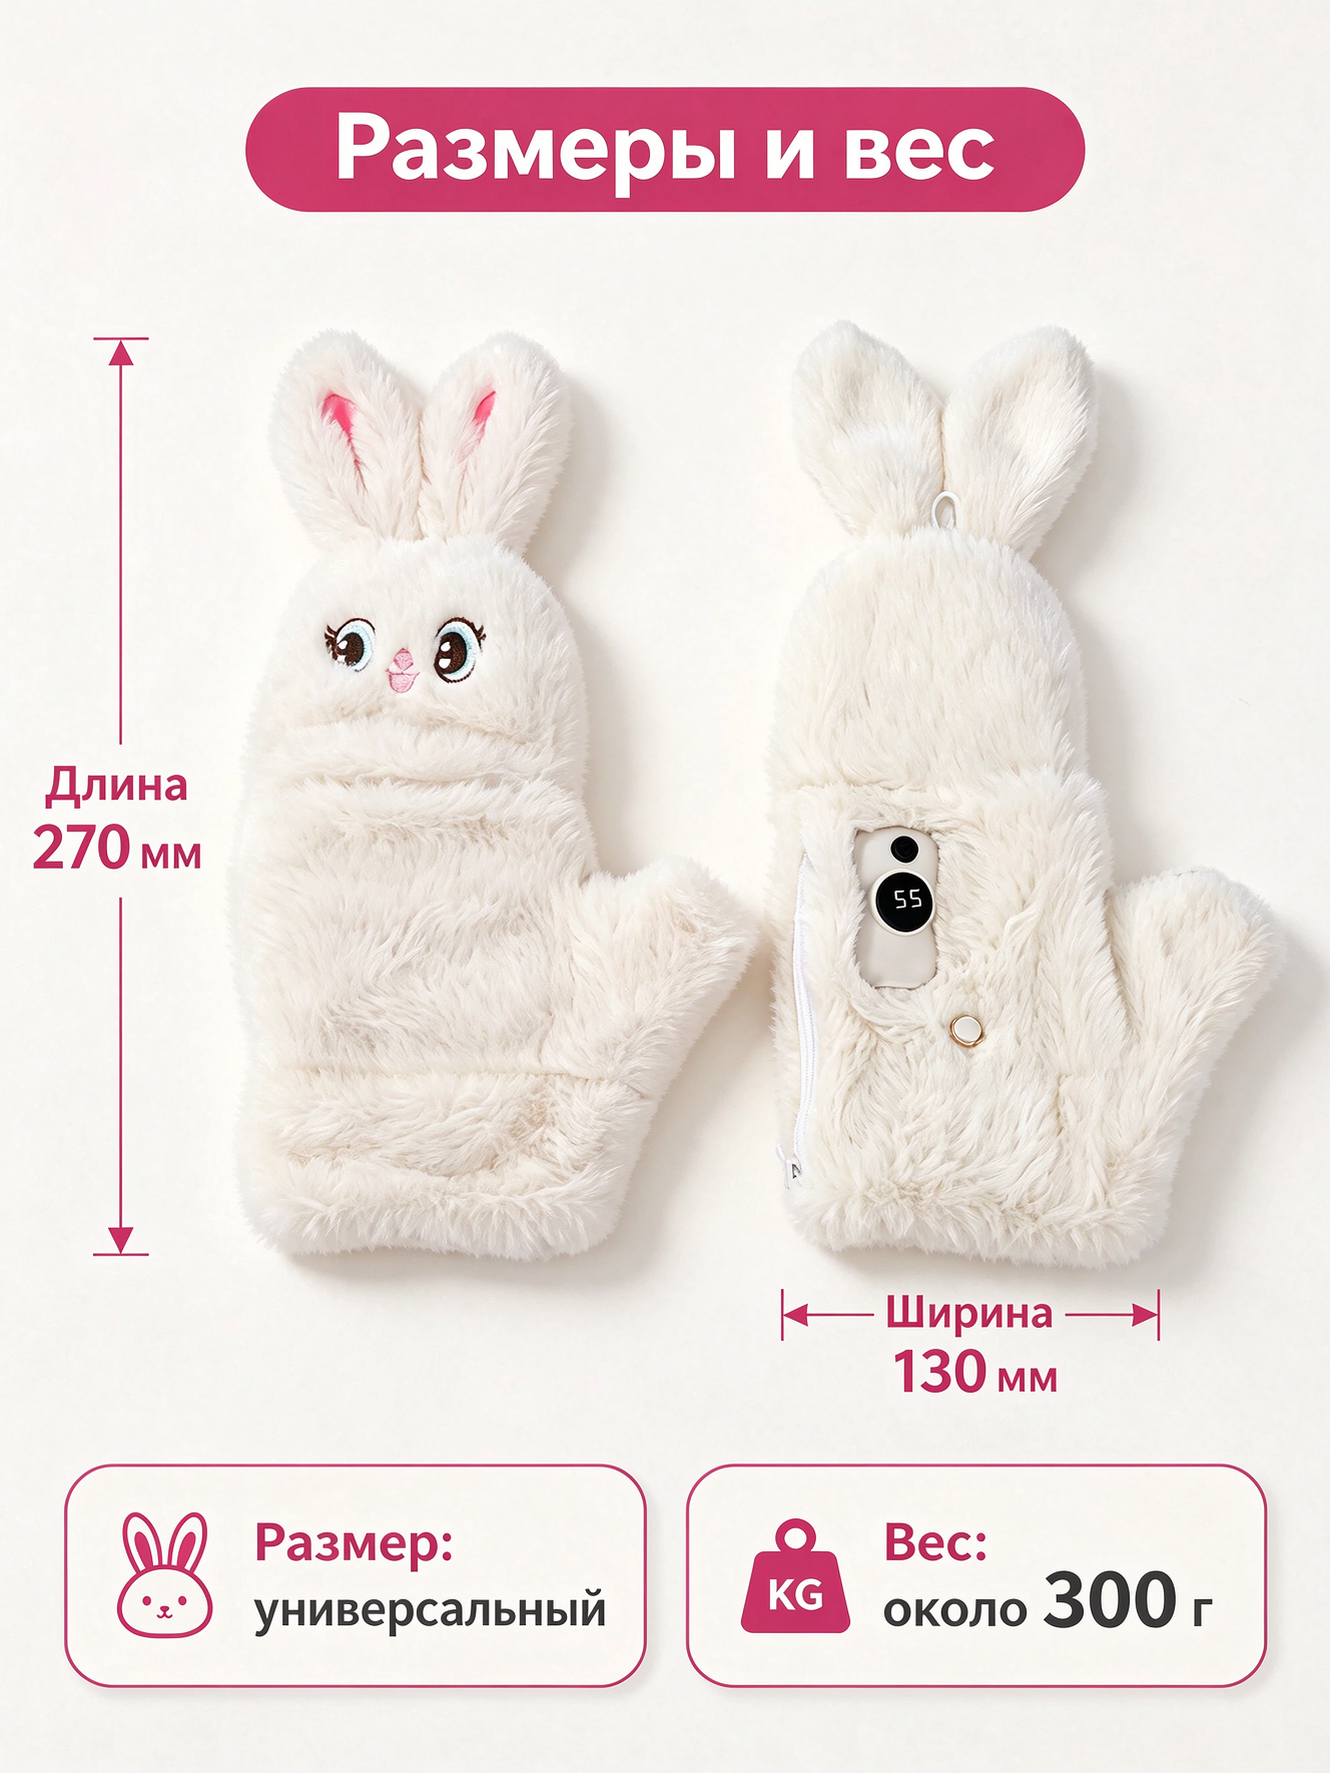 Размеры и вес
Длина
270 мм
55
Ширина
130 мм
Размер:
универсальный
KG
Вес:
около 300 г